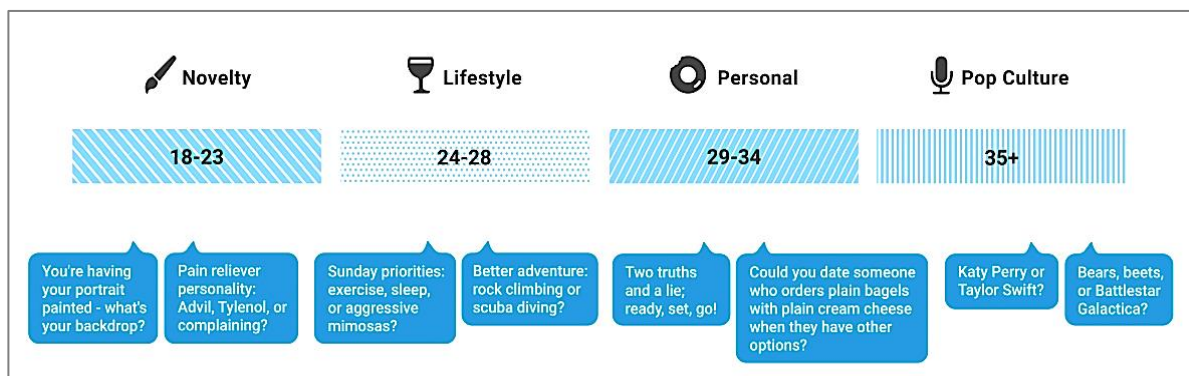 Novelty
Lifestyle
Personal
Pop Culture
18-23
24-28
29-34
35+
You're having
your portrait
painted - what's
your backdrop?
Pain reliever
personality:
Advil, Tylenol, or
complaining?
Sunday priorities:
exercise, sleep,
or aggressive
mimosas?
Better adventure:
rock climbing or
scuba diving?
Two truths
and a lie;
ready, set, go!
Could you date someone
who orders plain bagels
with plain cream cheese
when they have other
options?
Katy Perry or
Taylor Swift?
Bears, beets,
or Battlestar
Galactica?